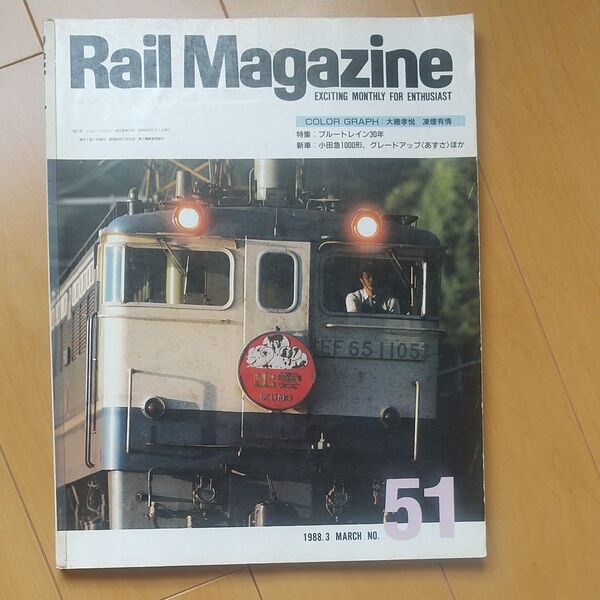 Rail Magazine
EXCITING MONTHLY FOR ENTHUSIAST
COLOR GRAPH：大穂孝悦 凍煙有情
特集：ブルートレイン30年
新車：小田急1000形，グレードアップ〈あずさ〉ほか
EF 65 1105
出雲
IZUMO
1988.3 MARCH NO. 51